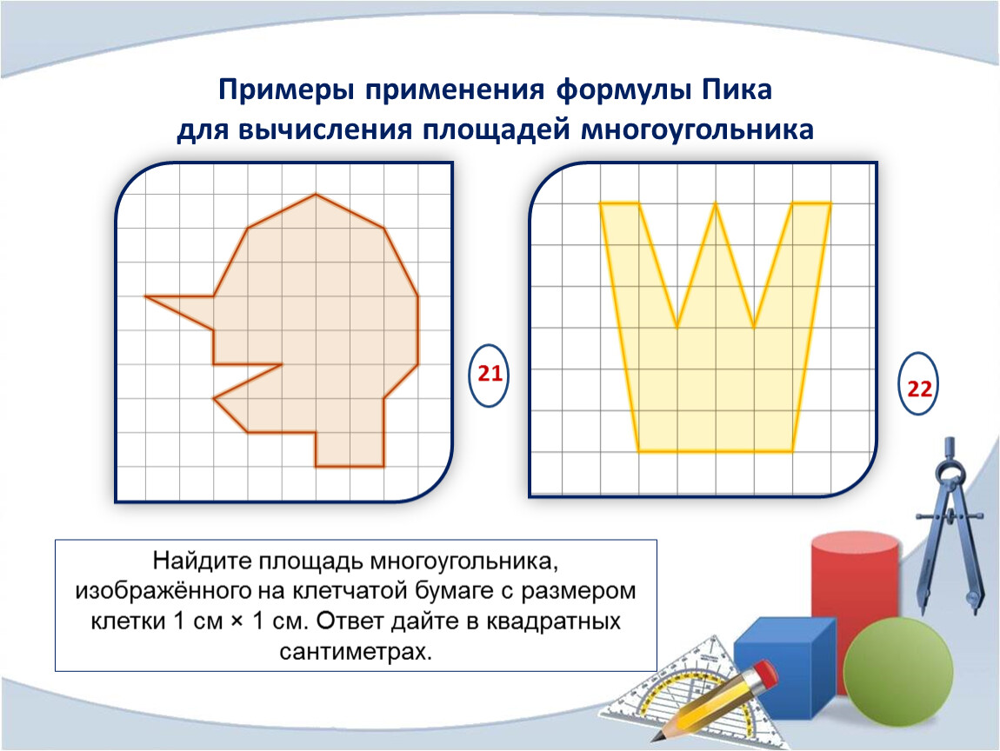 Примеры применения формулы Пика
для вычисления площадей многоугольника
21
22
Найдите площадь многоугольника,
изображённого на клетчатой бумаге с размером
клетки 1 см × 1 см. Ответ дайте в квадратных
сантиметрах.